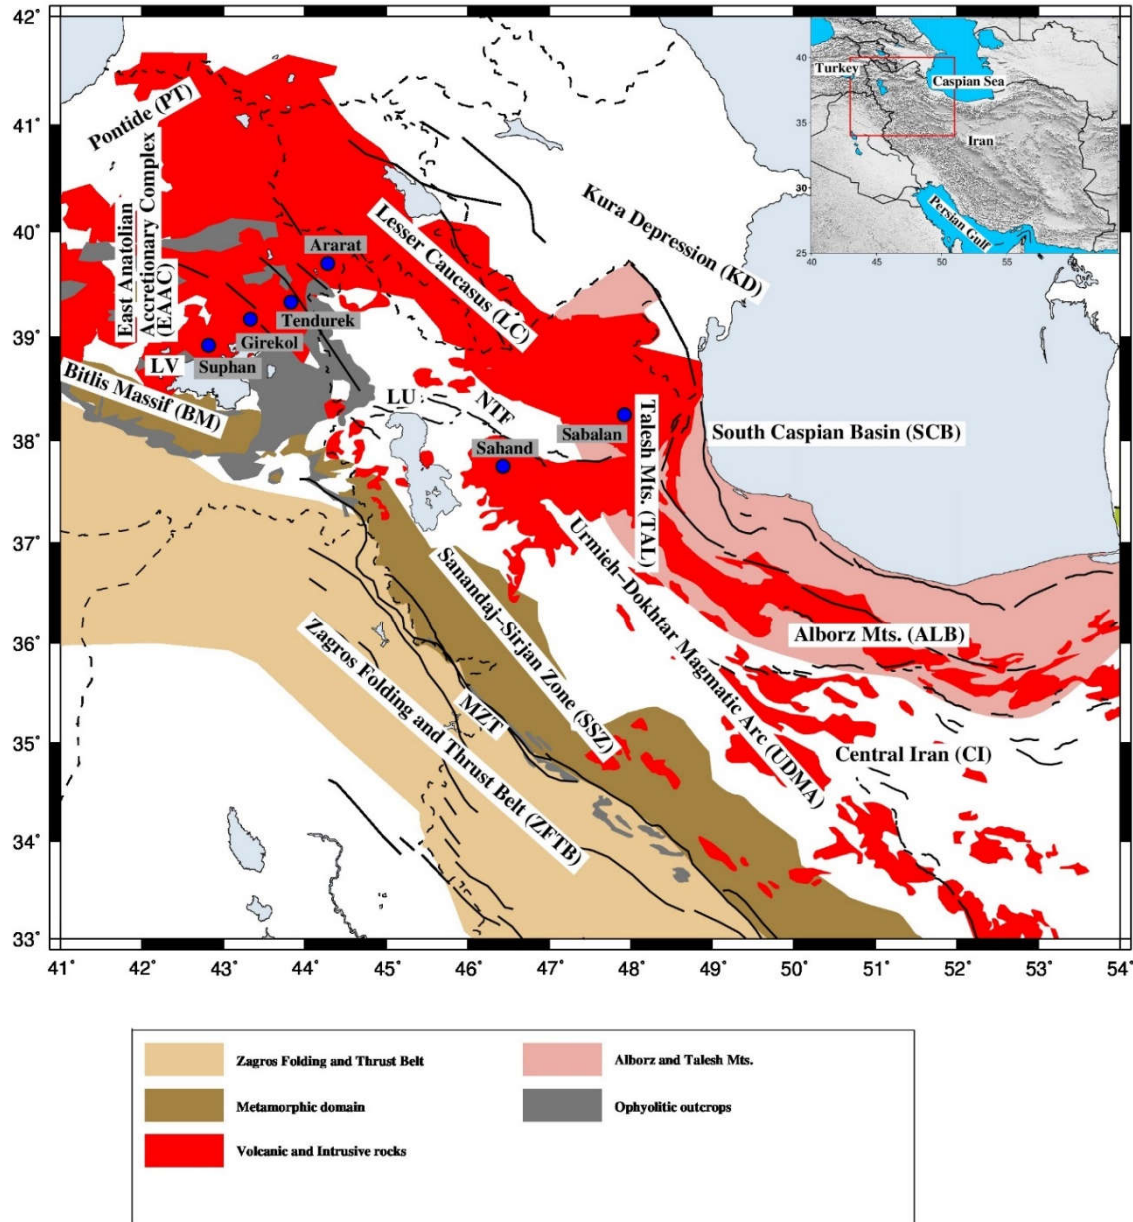 42°
41°
40°
39°
38°
37°
36°
35°
34°
33°
41°
42°
43°
44°
45°
46°
47°
48°
49°
50°
51°
52°
53°
54°
Turkey
Caspian Sea
Iran
Persian Gulf
40
35
30
30
25
40
45
50
55
60
Pontide (PT)
East Anatolian
Accretionary Complex
(EAAC)
Lesser Caucasus (LC)
Kura Depression (KD)
Ararat
Tendurek
Girekol
Suphan
LV
Bitlis Massif (BM)
LU
NTF
Sabalan
Sahand
Talesh Mts. (TAL)
South Caspian Basin (SCB)
Urmieh-Dokhtar Magmatic Arc (UDMA)
Sanandaj-Sirjan Zone (SSZ)
Alborz Mts. (ALB)
MZT
Zagros Folding and Thrust Belt (ZFTB)
Central Iran (CI)
Zagros Folding and Thrust Belt
Metamorphic domain
Volcanic and Intrusive rocks
Alborz and Talesh Mts.
Ophyolitic outcrops